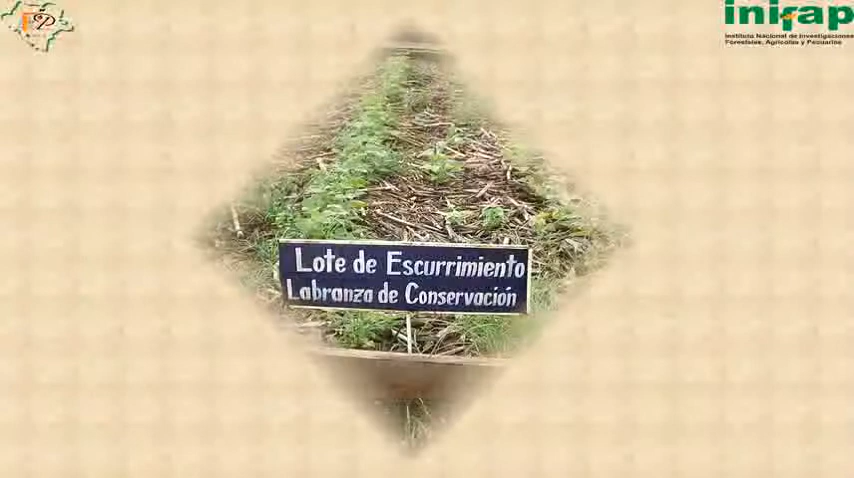 inifap
Instituto Nacional de Investigaciones
Forestales, Agrícolas y Pecuarias
Lote de Escurrimiento
Labranza de Conservación